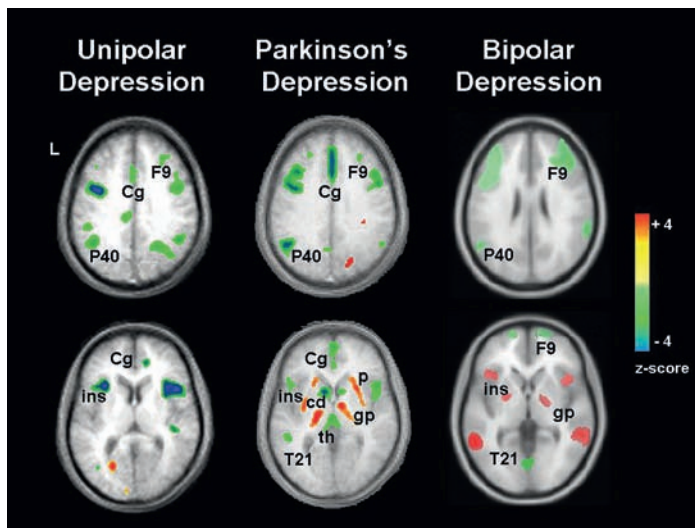 Unipolar Depression
Parkinson's Depression
Bipolar Depression
L
F9
Cg
P40
F9
Cg
P40
F9
P40
+ 4
- 4
z-score
Cg
ins
Cg
ins
cd
p
gp
th
T21
F9
ins
gp
T21